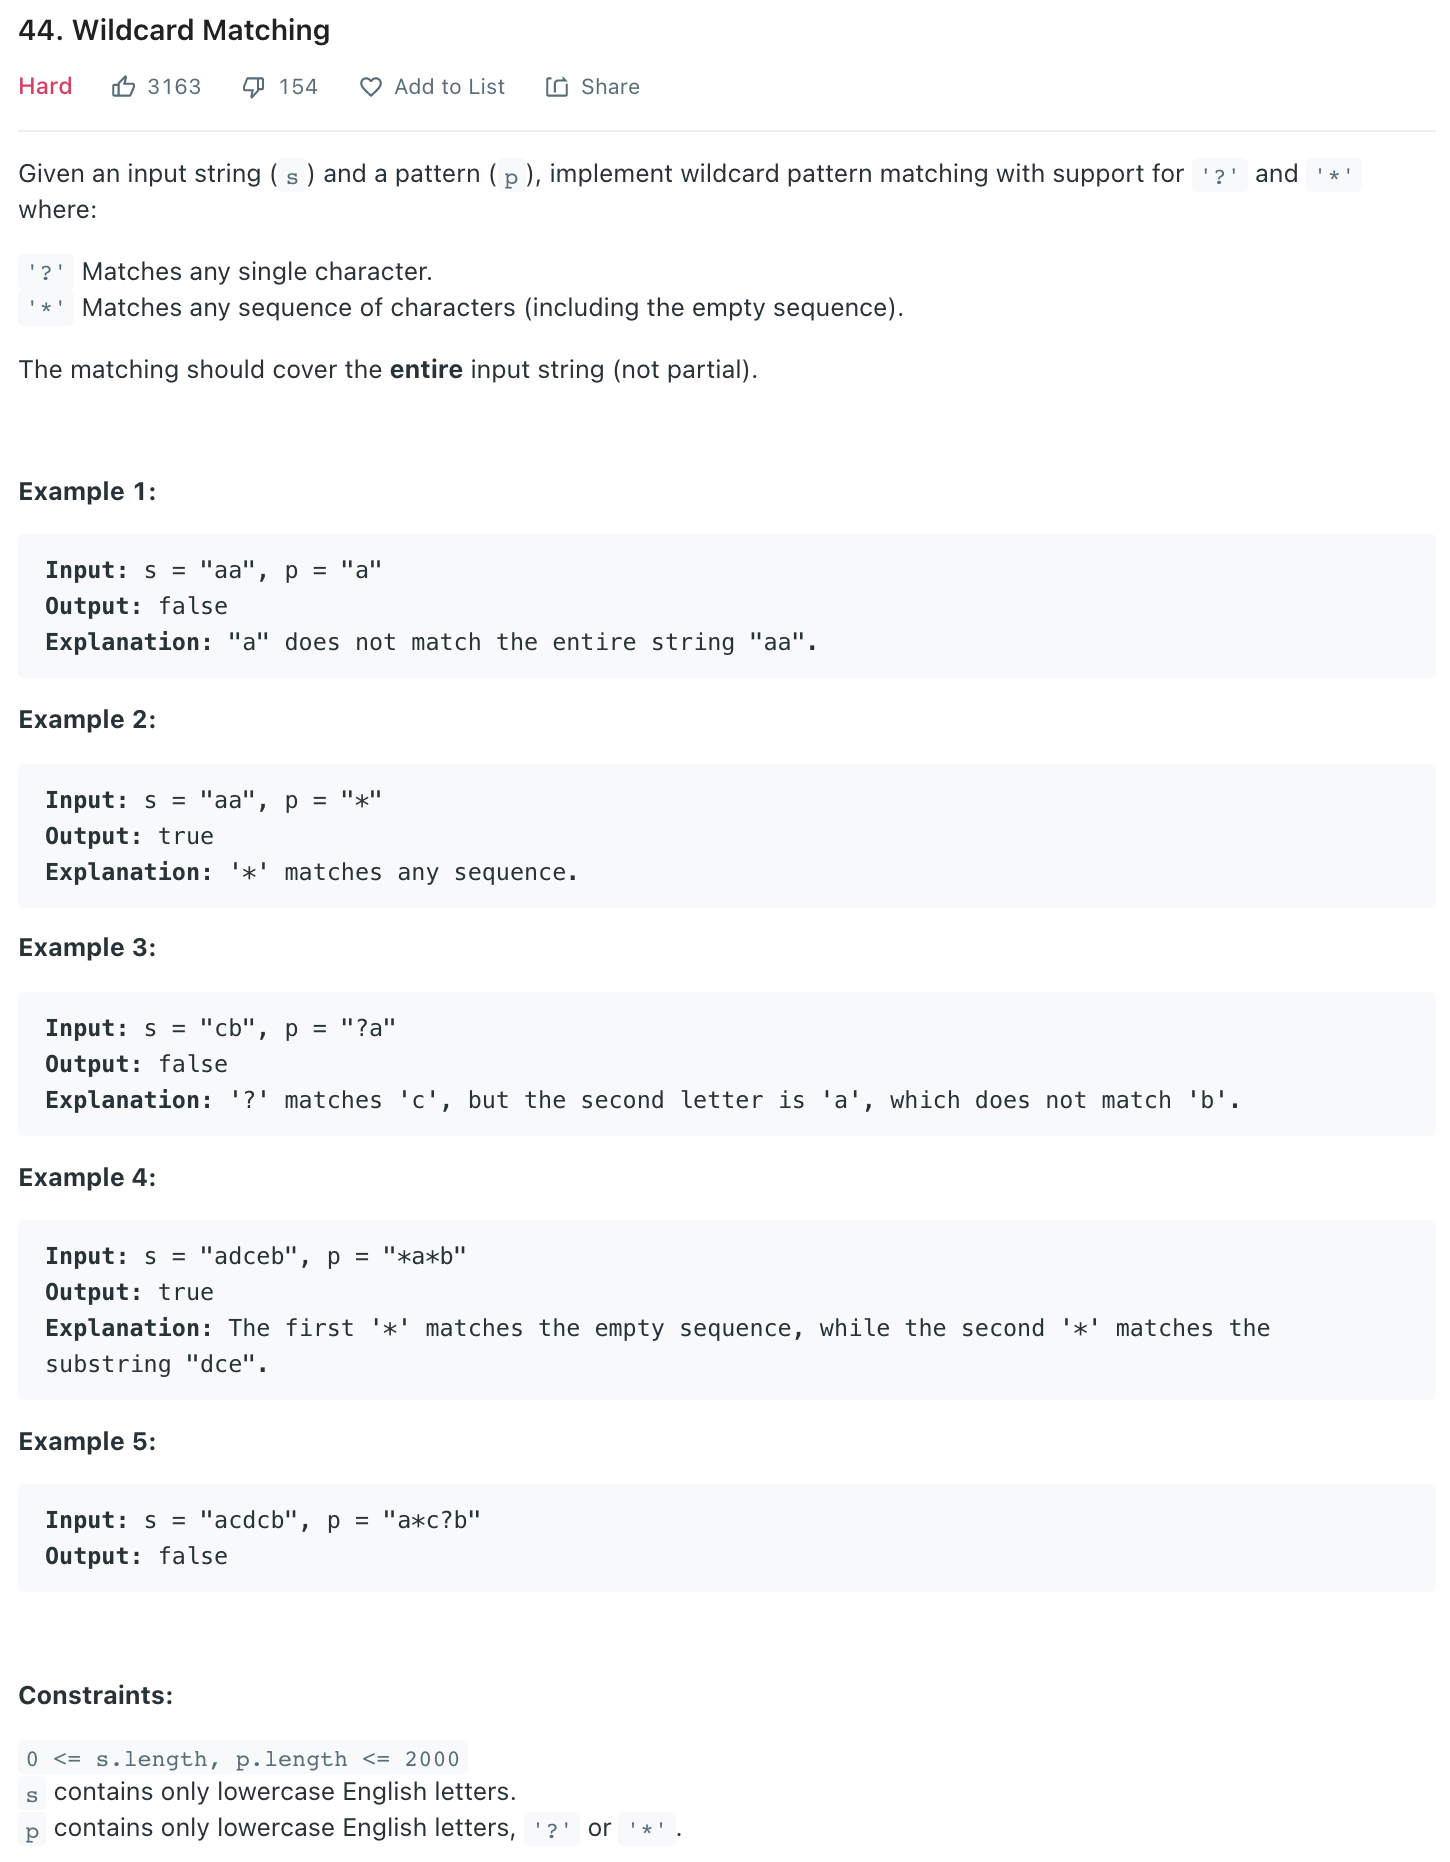 44. Wildcard Matching
Hard 3163 154 Add to List Share
Given an input string ( s ) and a pattern ( p ), implement wildcard pattern matching with support for '?' and '*'
where:
'?' Matches any single character.
'*' Matches any sequence of characters (including the empty sequence).
The matching should cover the entire input string (not partial).
Example 1:
Input: s = "aa", p = "a"
Output: false
Explanation: "a" does not match the entire string "aa".
Example 2:
Input: s = "aa", p = "*"
Output: true
Explanation: '*' matches any sequence.
Example 3:
Input: s = "cb", p = "?a"
Output: false
Explanation: '?' matches 'c', but the second letter is 'a', which does not match 'b'.
Example 4:
Input: s = "adceb", p = "*a*b"
Output: true
Explanation: The first '*' matches the empty sequence, while the second '*' matches the
substring "dce".
Example 5:
Input: s = "acdcb", p = "a*c?b"
Output: false
Constraints:
0 <= s.length, p.length <= 2000
s contains only lowercase English letters.
p contains only lowercase English letters, '?' or '*'.